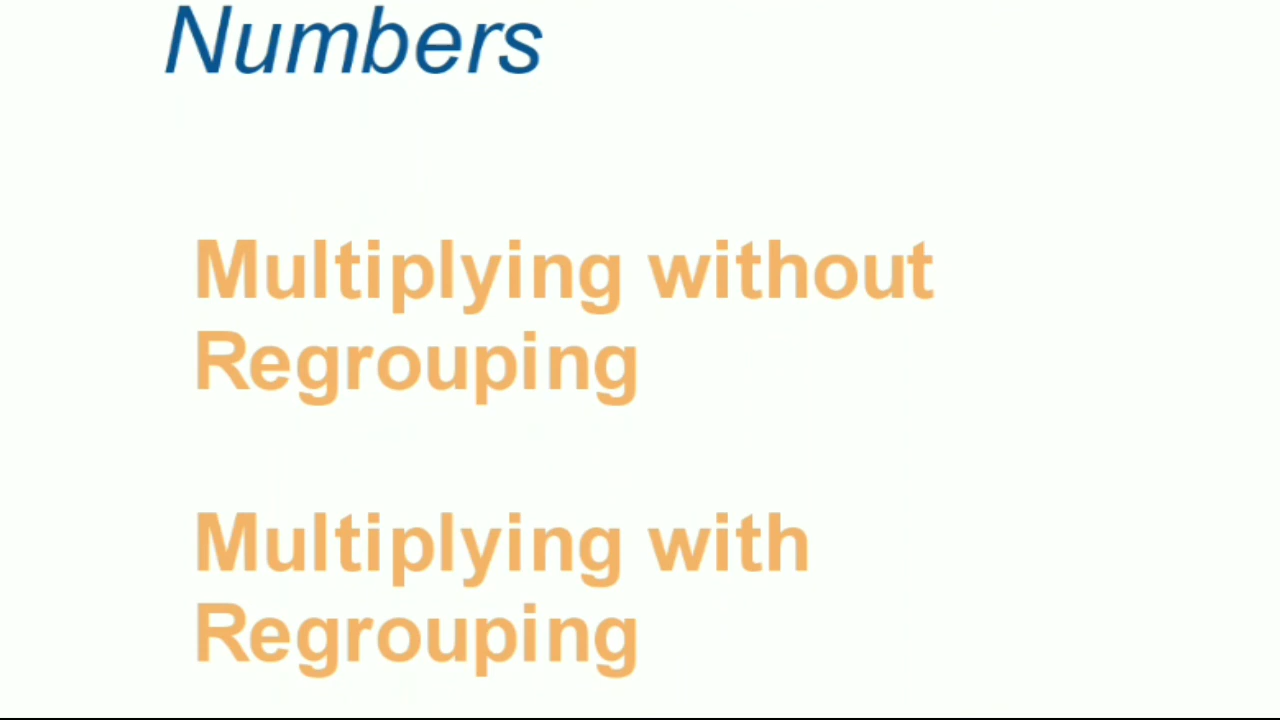 Numbers
Multiplying without
Regrouping
Multiplying with
Regrouping